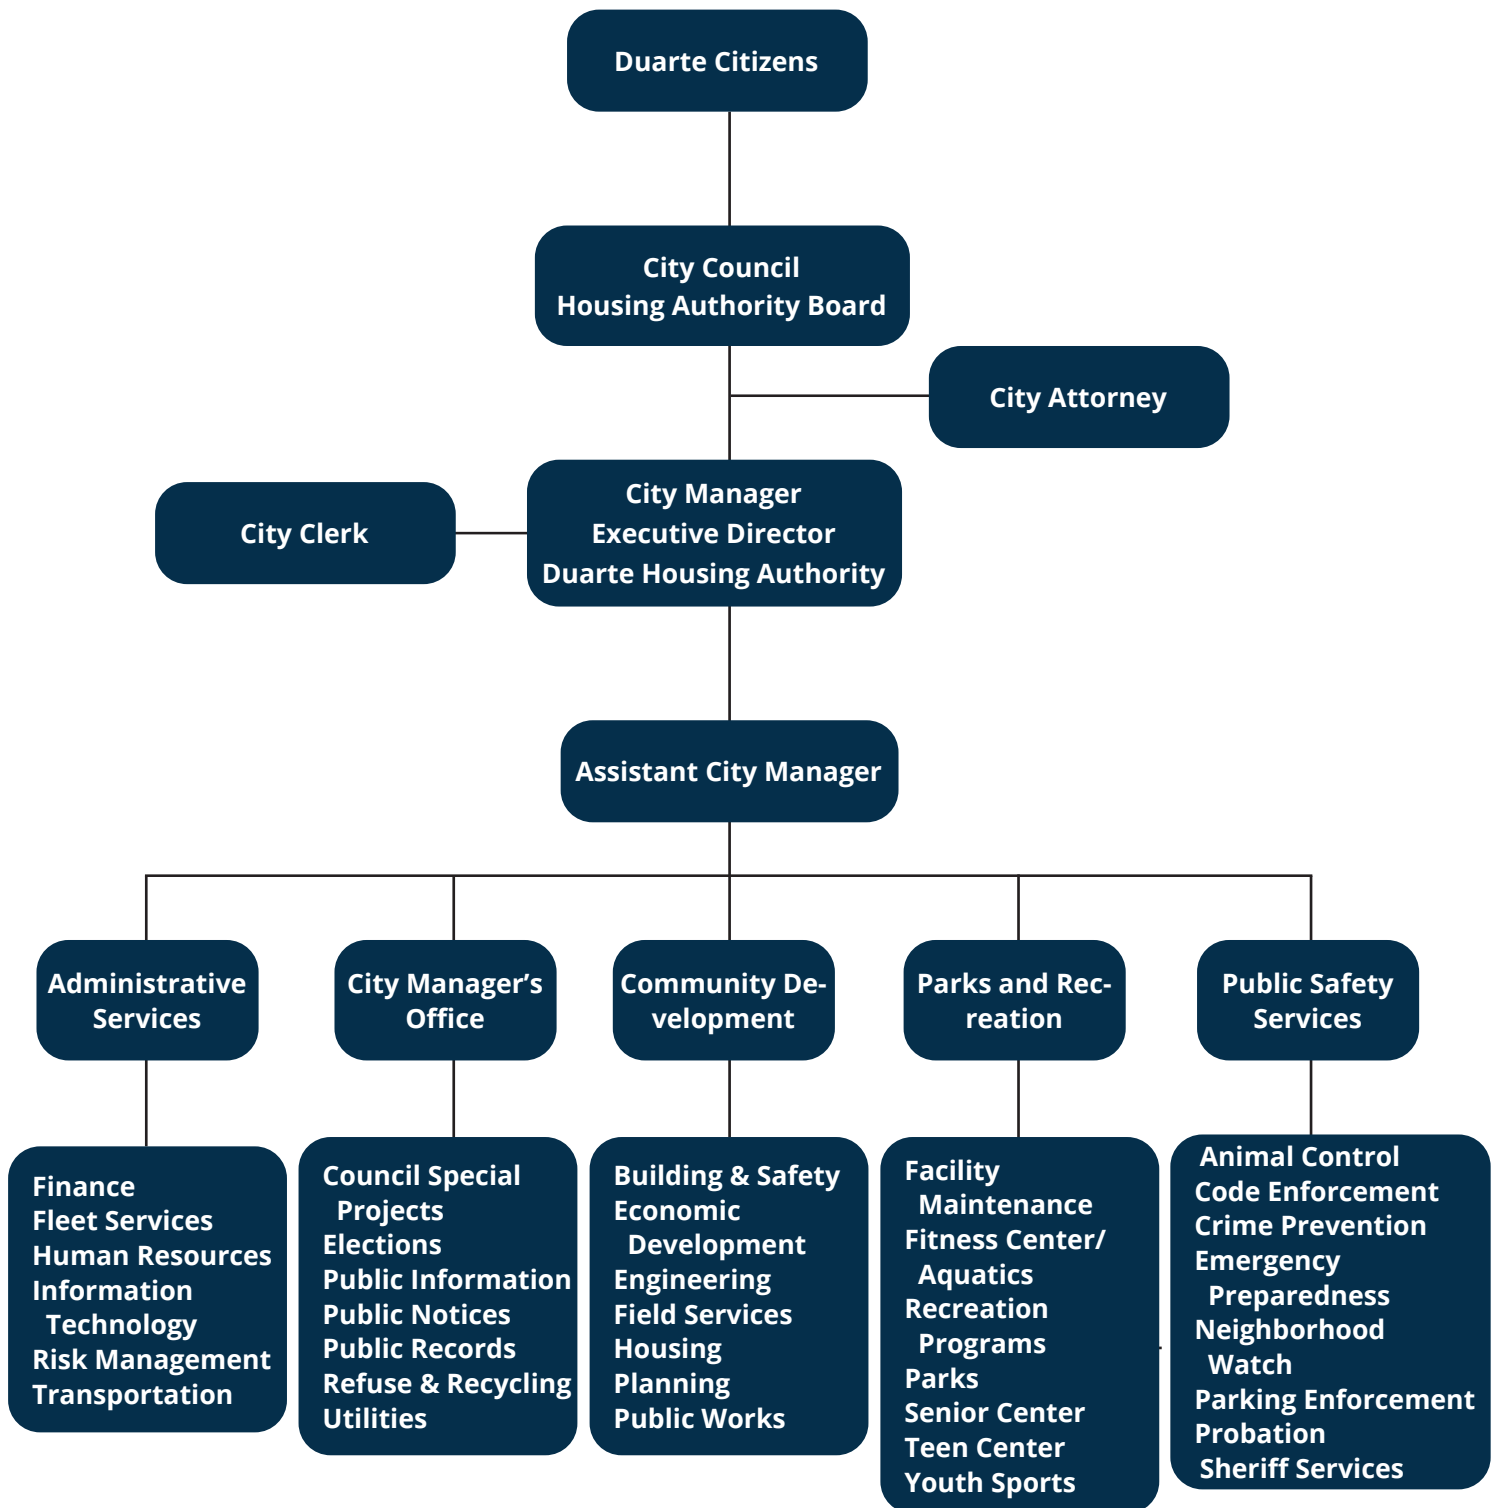 Duarte Citizens
City Council
Housing Authority Board
City Attorney
City Clerk
City Manager
Executive Director
Duarte Housing Authority
Assistant City Manager
Administrative
Services
City Manager’s
Office
Community De-
velopment
Parks and Rec-
reation
Public Safety
Services
Finance
Fleet Services
Human Resources
Information
Technology
Risk Management
Transportation
Council Special
Projects
Elections
Public Information
Public Notices
Public Records
Refuse & Recycling
Utilities
Building & Safety
Economic
Development
Engineering
Field Services
Housing
Planning
Public Works
Facility
Maintenance
Fitness Center/
Aquatics
Recreation
Programs
Parks
Senior Center
Teen Center
Youth Sports
Animal Control
Code Enforcement
Crime Prevention
Emergency
Preparedness
Neighborhood
Watch
Parking Enforcement
Probation
Sheriff Services